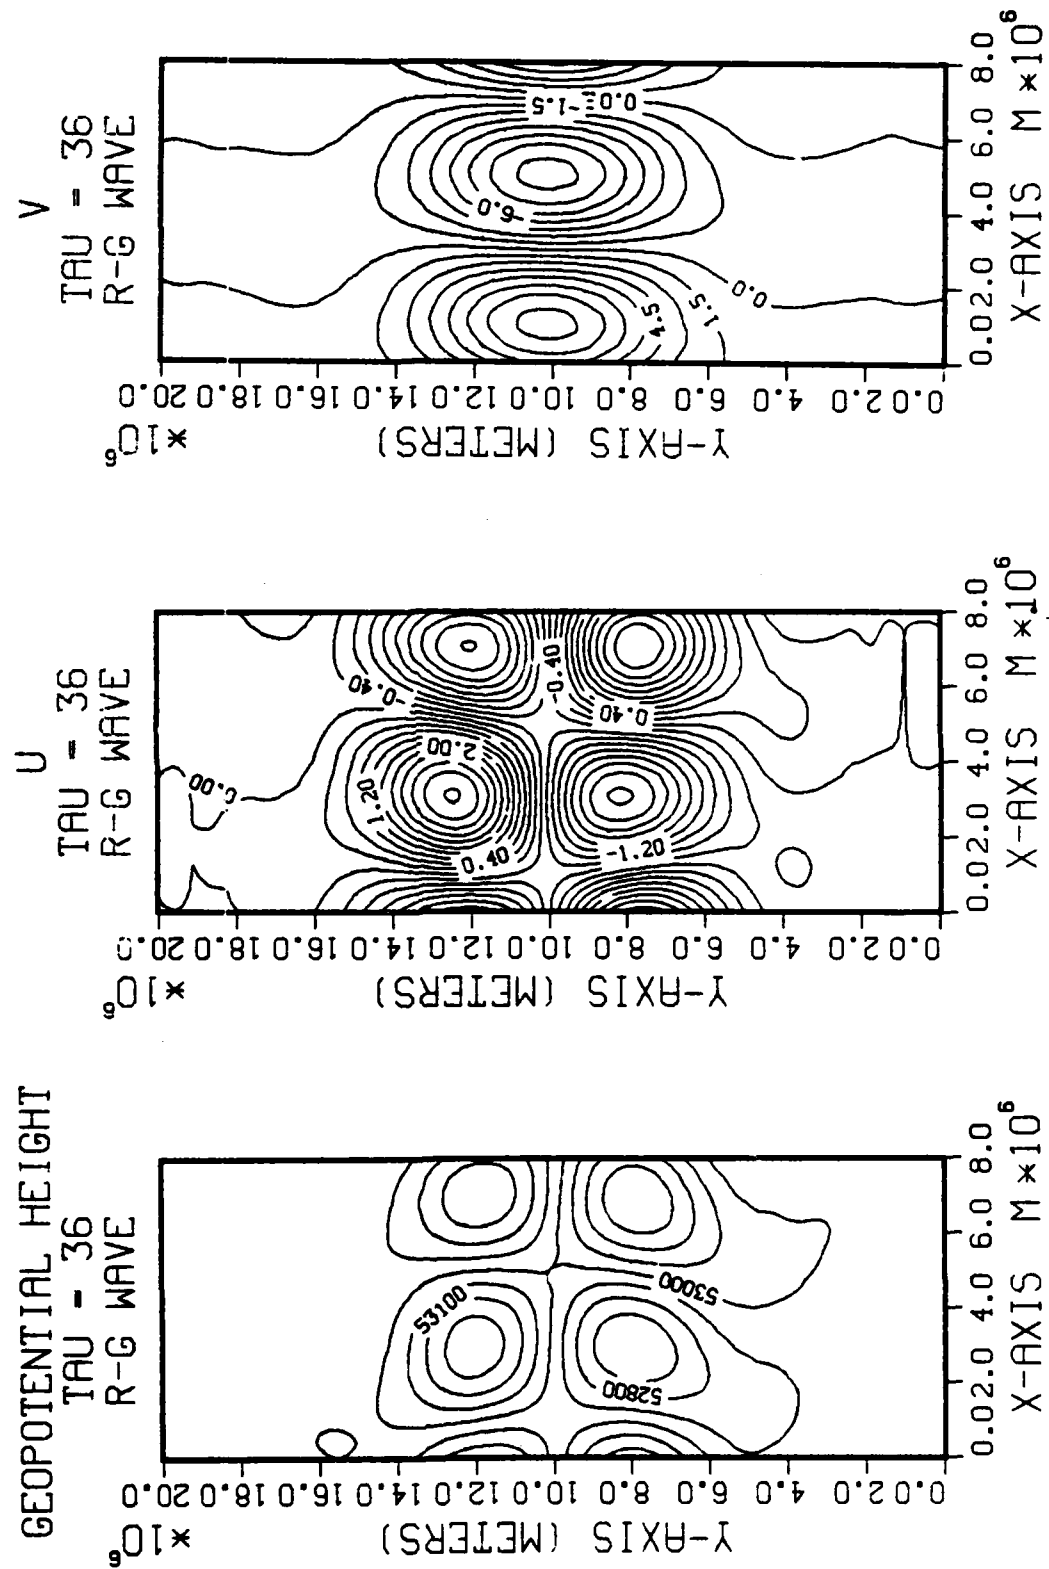 GEOPOTENTIAL HEIGHT
TAU = 36
R-G WAVE
*10⁶
20.0
18.0
16.0
14.0
12.0
10.0
8.0
6.0
4.0
2.0
0.0
Y-AXIS (METERS)
53100
53000
52800
0.0 2.0 4.0 6.0 8.0
X-AXIS M *10⁶
U
TAU = 36
R-G WAVE
*10⁶
20.0
18.0
16.0
14.0
12.0
10.0
8.0
6.0
4.0
2.0
0.0
Y-AXIS (METERS)
0.00
-0.40
1.20
2.00
0.40
-0.40
0.40
-1.20
0.0 2.0 4.0 6.0 8.0
X-AXIS M *10⁶
V
TAU = 36
R-G WAVE
*10⁶
20.0
18.0
16.0
14.0
12.0
10.0
8.0
6.0
4.0
2.0
0.0
Y-AXIS (METERS)
-6.0
-1.5
0.0
4.5
1.5
0.0
0.0 2.0 4.0 6.0 8.0
X-AXIS M *10⁶